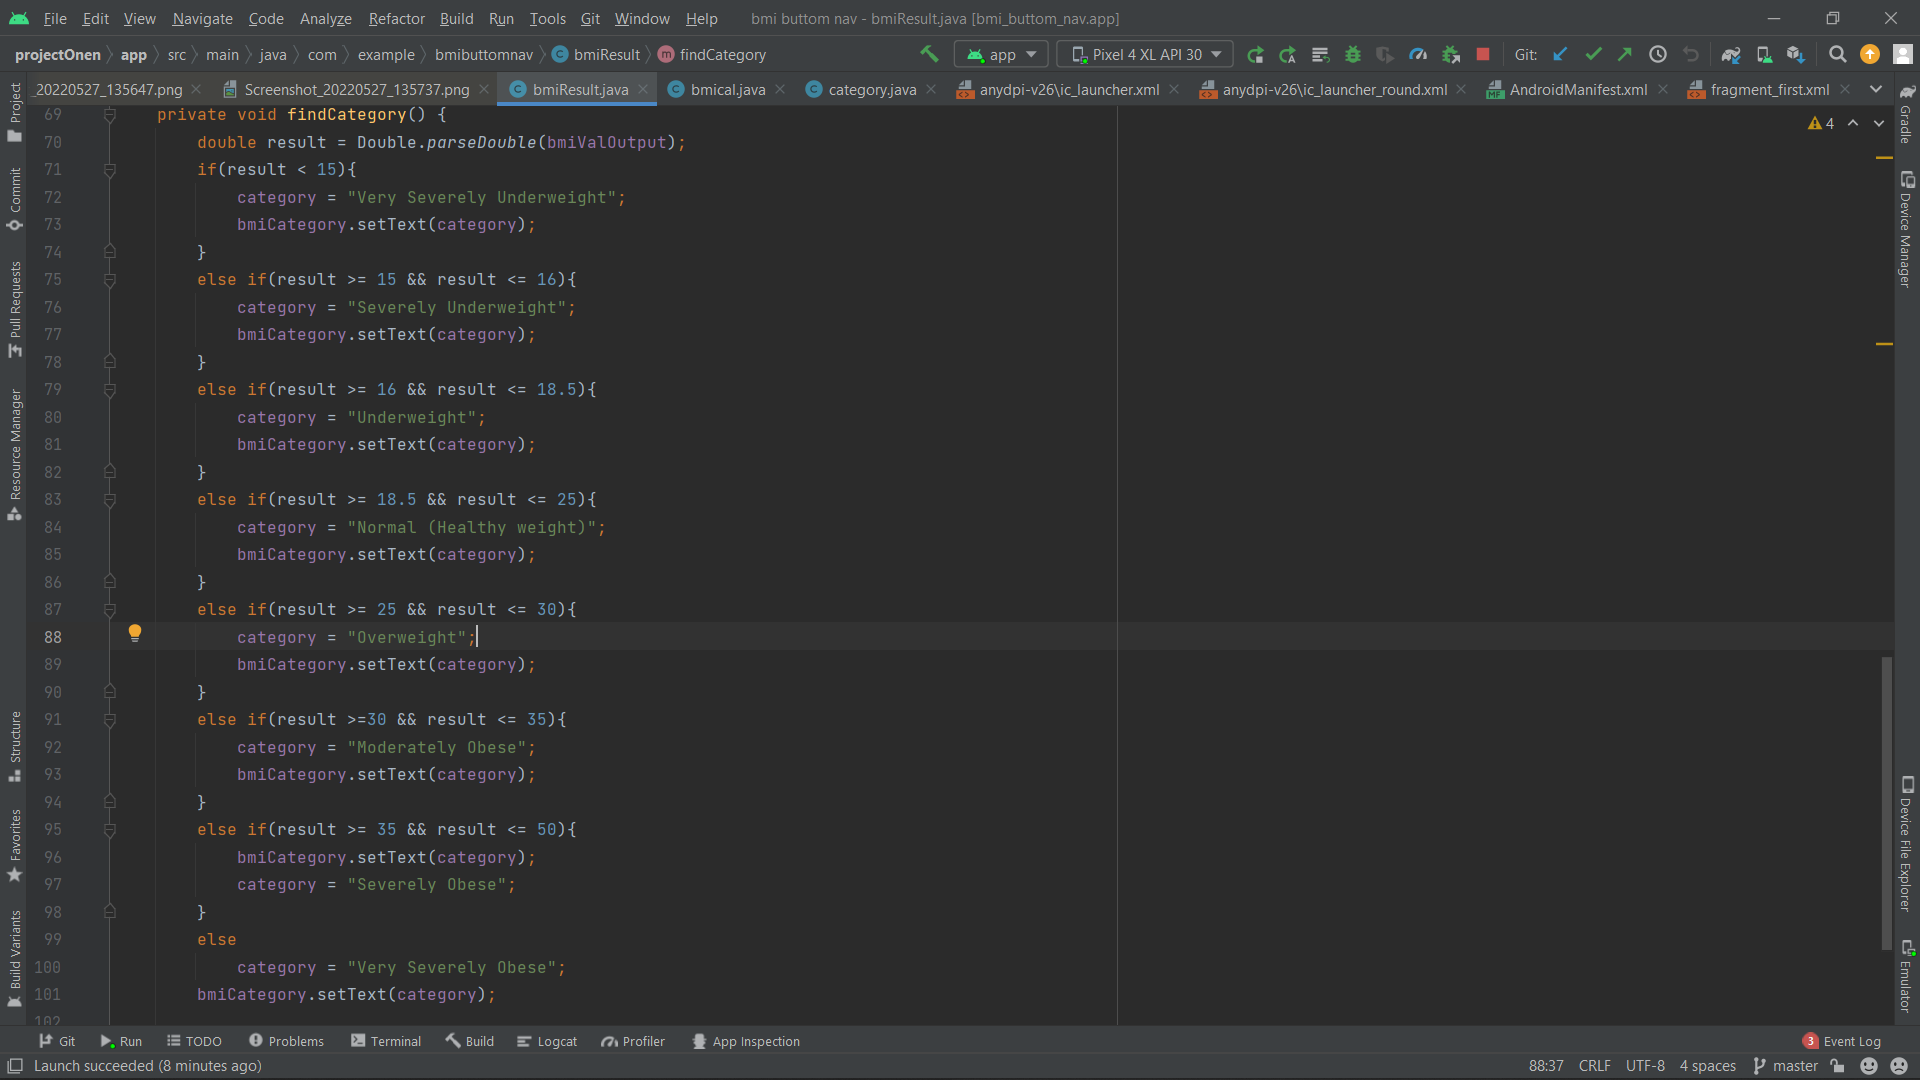 File Edit View Navigate Code Analyze Refactor Build Run Tools Git Window Help bmi buttom nav - bmiResult.java [bmi_buttom_nav.app]
projectOnen app src main java com example bmibuttomnav bmiResult findCategory app Pixel 4 XL API 30 Git:
_20220527_135647.png Screenshot_20220527_135737.png bmiResult.java bmical.java category.java anydpi-v26\ic_launcher.xml anydpi-v26\ic_launcher_round.xml AndroidManifest.xml fragment_first.xml
Project
Commit
Pull Requests
Resource Manager
Structure
Favorites
Build Variants
4
69 private void findCategory() {
70 double result = Double.parseDouble(bmiValOutput);
71 if(result < 15){
72 category = "Very Severely Underweight";
73 bmiCategory.setText(category);
74 }
75 else if(result >= 15 && result <= 16){
76 category = "Severely Underweight";
77 bmiCategory.setText(category);
78 }
79 else if(result >= 16 && result <= 18.5){
80 category = "Underweight";
81 bmiCategory.setText(category);
82 }
83 else if(result >= 18.5 && result <= 25){
84 category = "Normal (Healthy weight)";
85 bmiCategory.setText(category);
86 }
87 else if(result >= 25 && result <= 30){
88 category = "Overweight";
89 bmiCategory.setText(category);
90 }
91 else if(result >=30 && result <= 35){
92 category = "Moderately Obese";
93 bmiCategory.setText(category);
94 }
95 else if(result >= 35 && result <= 50){
96 bmiCategory.setText(category);
97 category = "Severely Obese";
98 }
99 else
100 category = "Very Severely Obese";
101 bmiCategory.setText(category);
102
Gradle
Device Manager
Device File Explorer
Emulator
Git Run TODO Problems Terminal Build Logcat Profiler App Inspection 3 Event Log
Launch succeeded (8 minutes ago) 88:37 CRLF UTF-8 4 spaces master